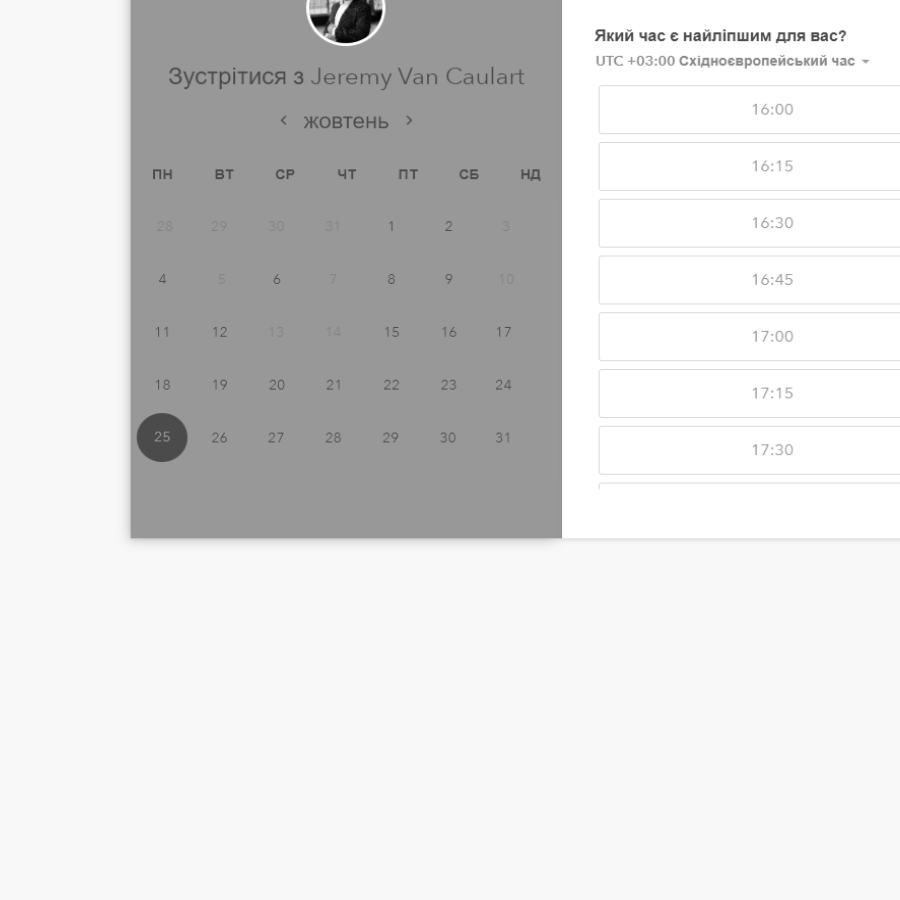 Зустрітися з Jeremy Van Caulart
‹ жовтень ›
ПН ВТ СР ЧТ ПТ СБ НД
28 29 30 31 1 2 3
4 5 6 7 8 9 10
11 12 13 14 15 16 17
18 19 20 21 22 23 24
25 26 27 28 29 30 31
Який час є найліпшим для вас?
UTC +03:00 Східноєвропейський час
16:00
16:15
16:30
16:45
17:00
17:15
17:30